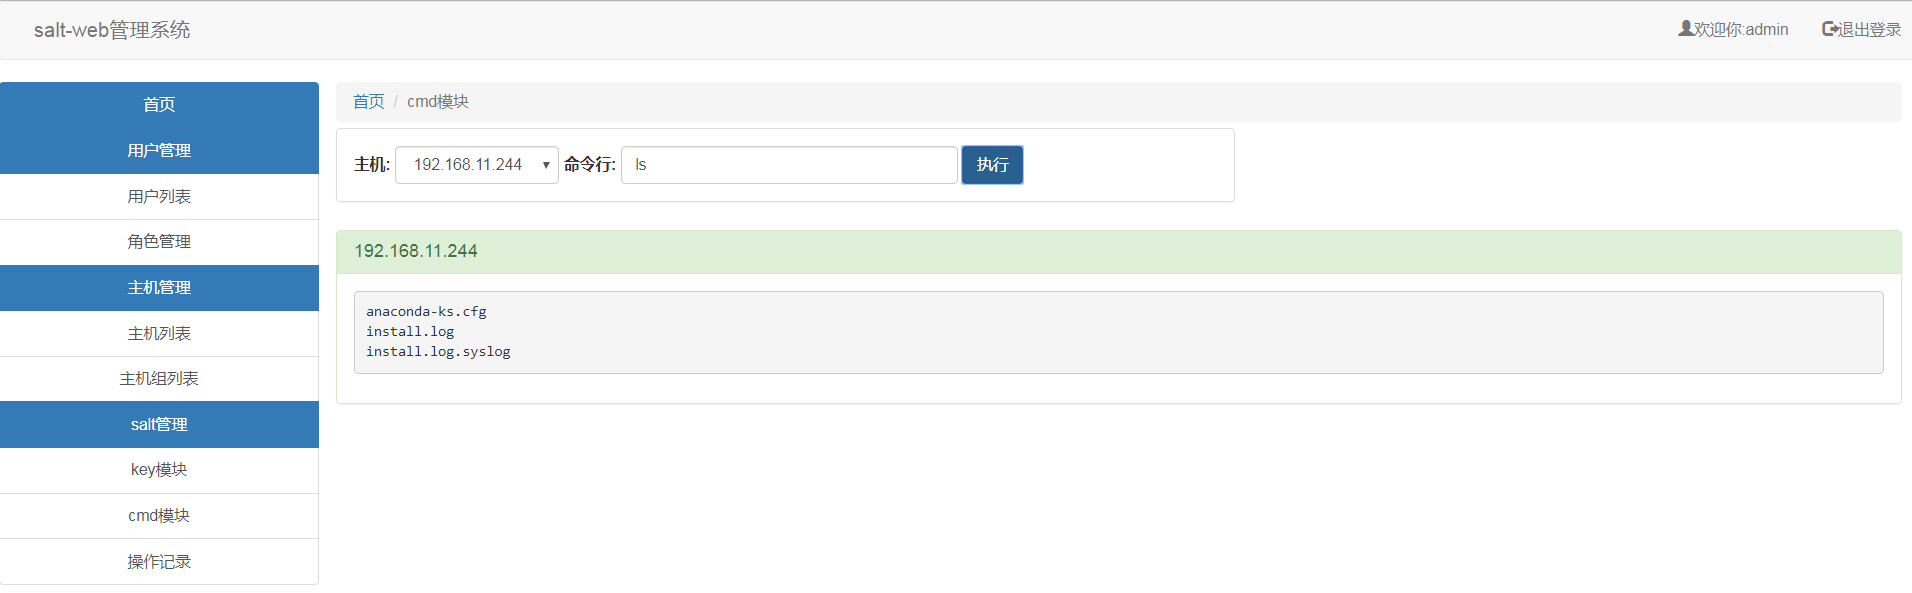 salt-web管理系统
欢迎你:admin 退出登录
首页
用户管理
用户列表
角色管理
主机管理
主机列表
主机组列表
salt管理
key模块
cmd模块
操作记录
首页 / cmd模块
主机: 192.168.11.244 命令行: ls 执行
192.168.11.244
anaconda-ks.cfg
install.log
install.log.syslog